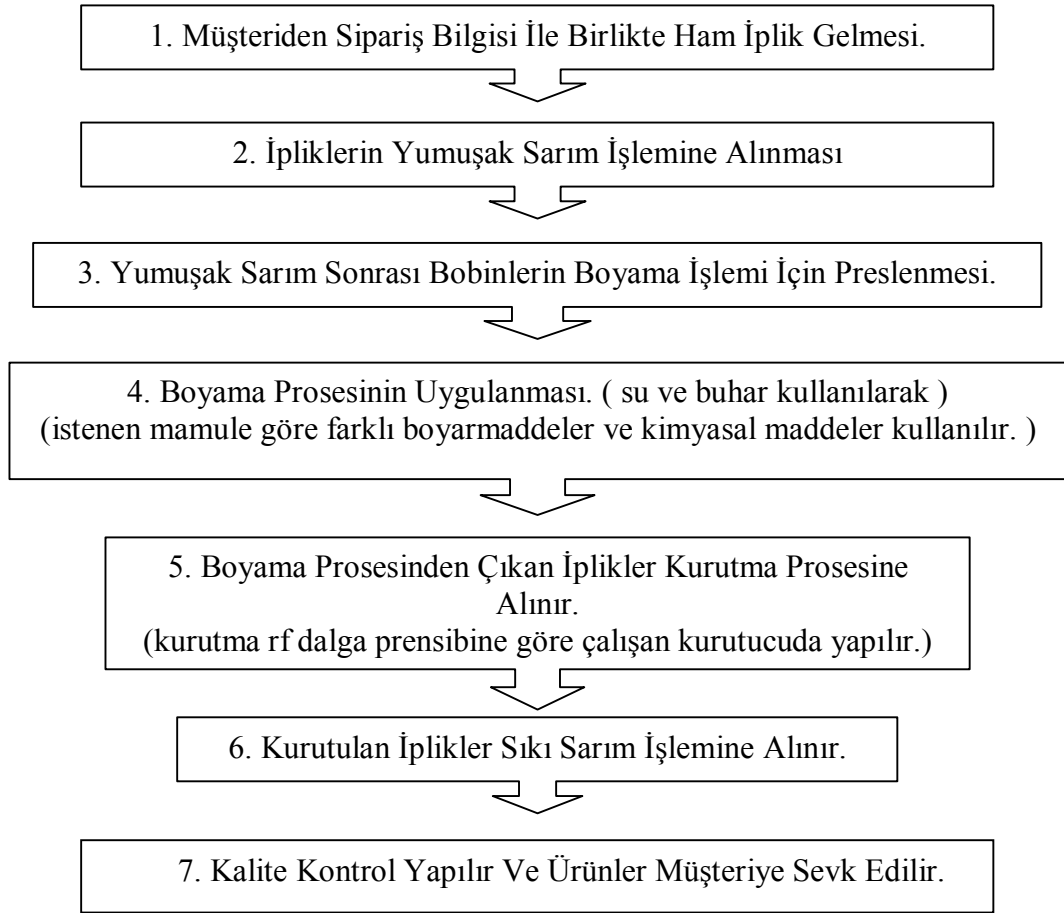 1. Müşteriden Sipariş Bilgisi İle Birlikte Ham İplik Gelmesi.
2. İpliklerin Yumuşak Sarım İşlemine Alınması
3. Yumuşak Sarım Sonrası Bobinlerin Boyama İşlemi İçin Preslenmesi.
4. Boyama Prosesinin Uygulanması. ( su ve buhar kullanılarak )
(istenen mamule göre farklı boyarmaddeler ve kimyasal maddeler kullanılır. )
5. Boyama Prosesinden Çıkan İplikler Kurutma Prosesine
Alınır.
(kurutma rf dalga prensibine göre çalışan kurutucuda yapılır.)
6. Kurutulan İplikler Sıkı Sarım İşlemine Alınır.
7. Kalite Kontrol Yapılır Ve Ürünler Müşteriye Sevk Edilir.